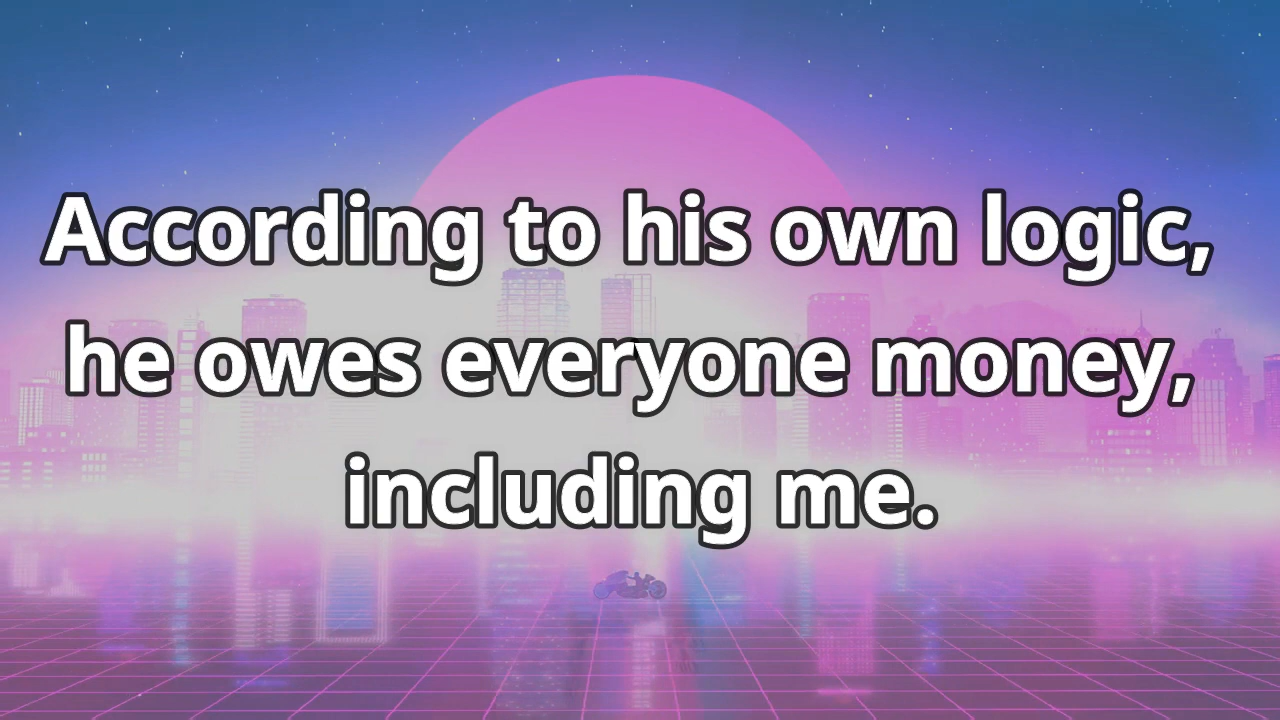 According to his own logic,
he owes everyone money,
including me.